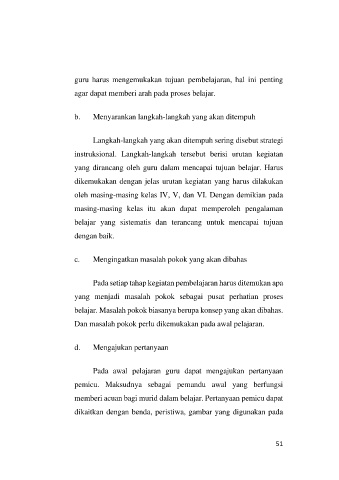 guru harus mengemukakan tujuan pembelajaran, hal ini penting
agar dapat memberi arah pada proses belajar.
b. Menyarankan langkah-langkah yang akan ditempuh
Langkah-langkah yang akan ditempuh sering disebut strategi
instruksional. Langkah-langkah tersebut berisi urutan kegiatan
yang dirancang oleh guru dalam mencapai tujuan belajar. Harus
dikemukakan dengan jelas urutan kegiatan yang harus dilakukan
oleh masing-masing kelas IV, V, dan VI. Dengan demikian pada
masing-masing kelas itu akan dapat memperoleh pengalaman
belajar yang sistematis dan terancang untuk mencapai tujuan
dengan baik.
c. Mengingatkan masalah pokok yang akan dibahas
Pada setiap tahap kegiatan pembelajaran harus ditemukan apa
yang menjadi masalah pokok sebagai pusat perhatian proses
belajar. Masalah pokok biasanya berupa konsep yang akan dibahas.
Dan masalah pokok perlu dikemukakan pada awal pelajaran.
d. Mengajukan pertanyaan
Pada awal pelajaran guru dapat mengajukan pertanyaan
pemicu. Maksudnya sebagai pemandu awal yang berfungsi
memberi acuan bagi murid dalam belajar. Pertanyaan pemicu dapat
dikaitkan dengan benda, peristiwa, gambar yang digunakan pada
51